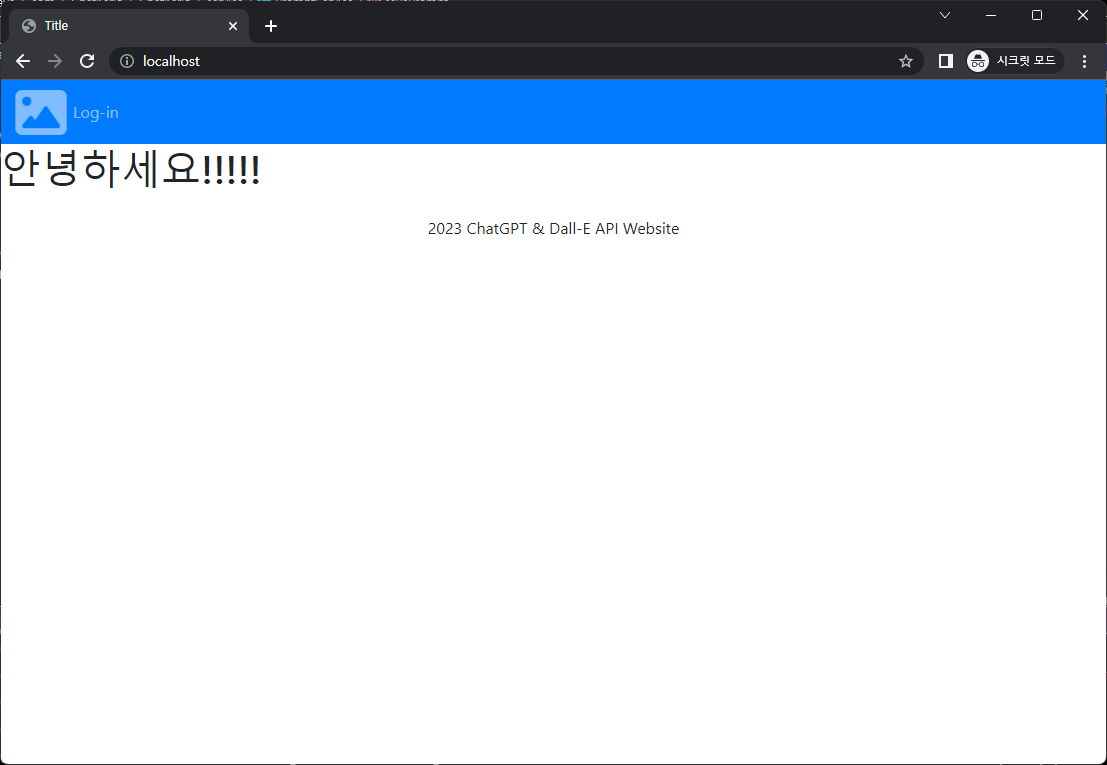 Title
localhost
시크릿 모드
Log-in
안녕하세요!!!!!
2023 ChatGPT & Dall-E API Website